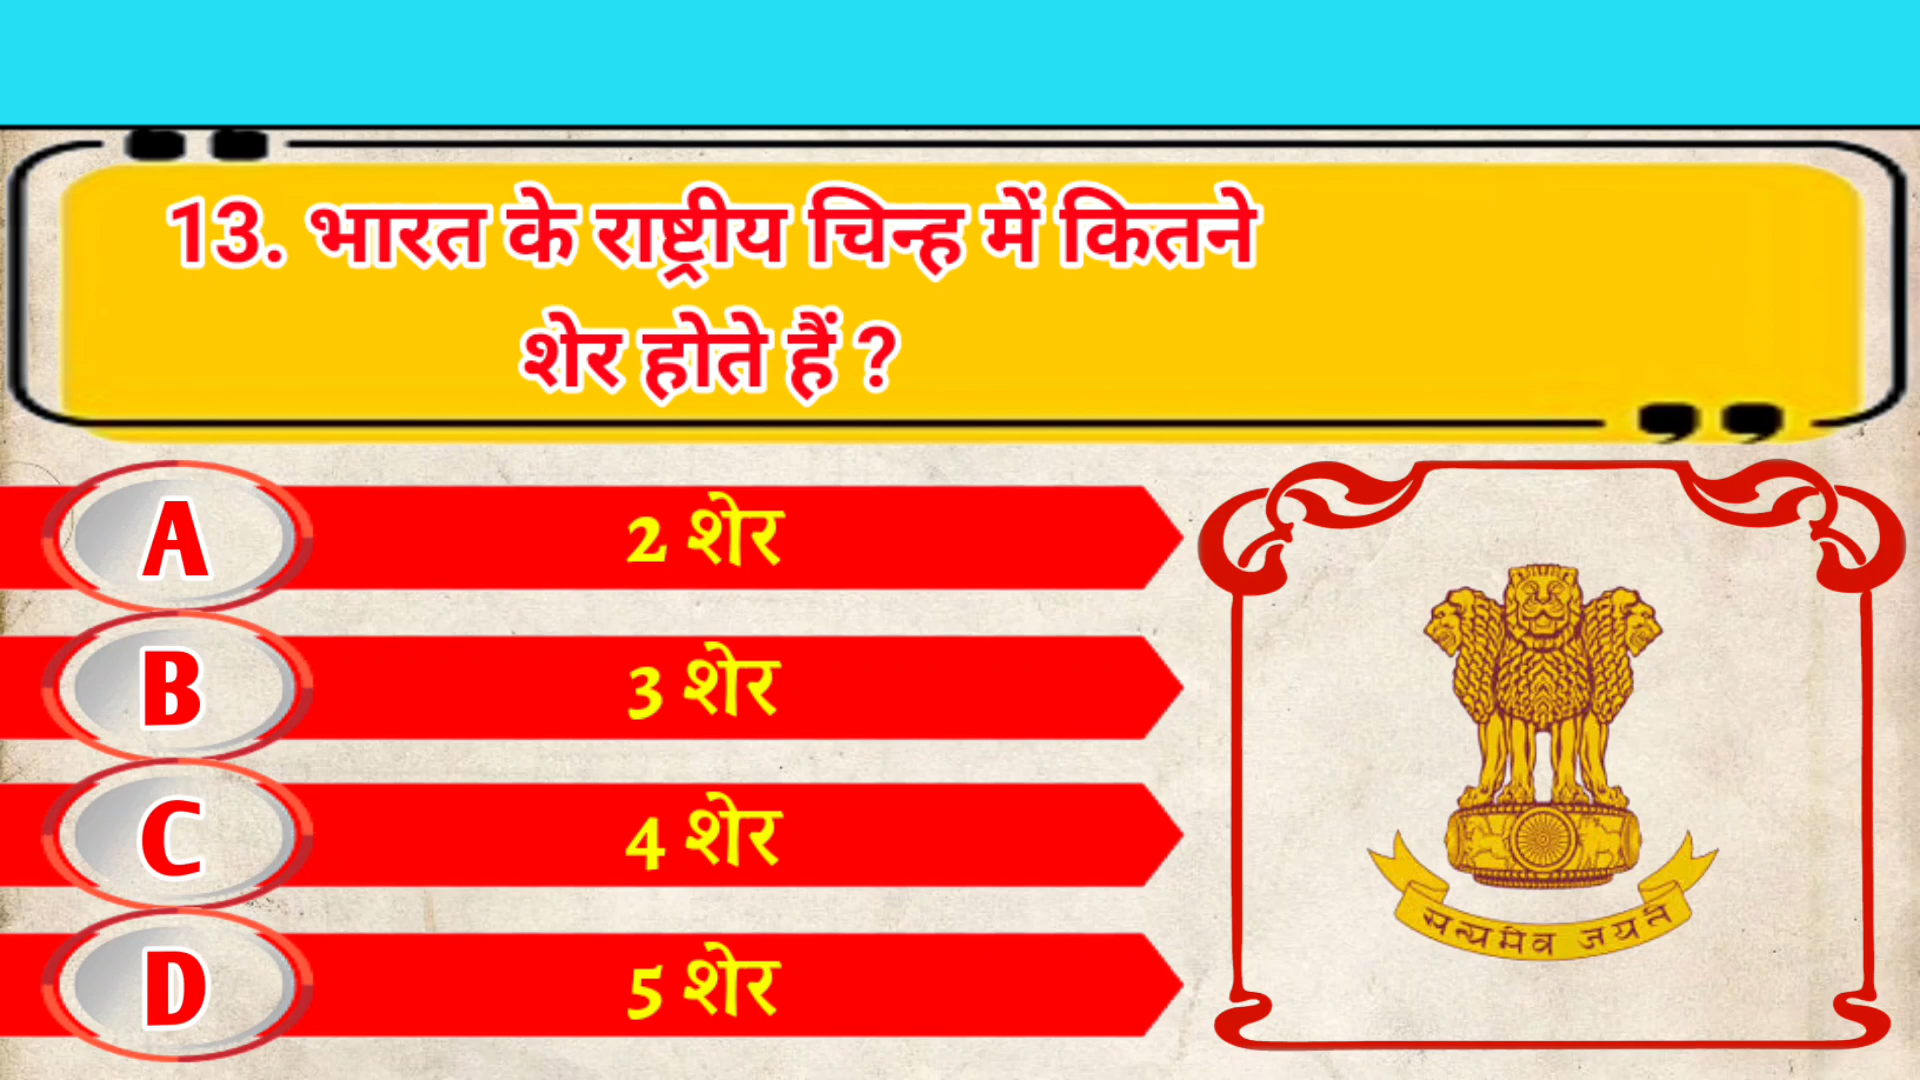 13. भारत के राष्ट्रीय चिन्ह में कितने
शेर होते हैं ?
A 2 शेर
B 3 शेर
C 4 शेर
D 5 शेर
सत्यमेव जयते